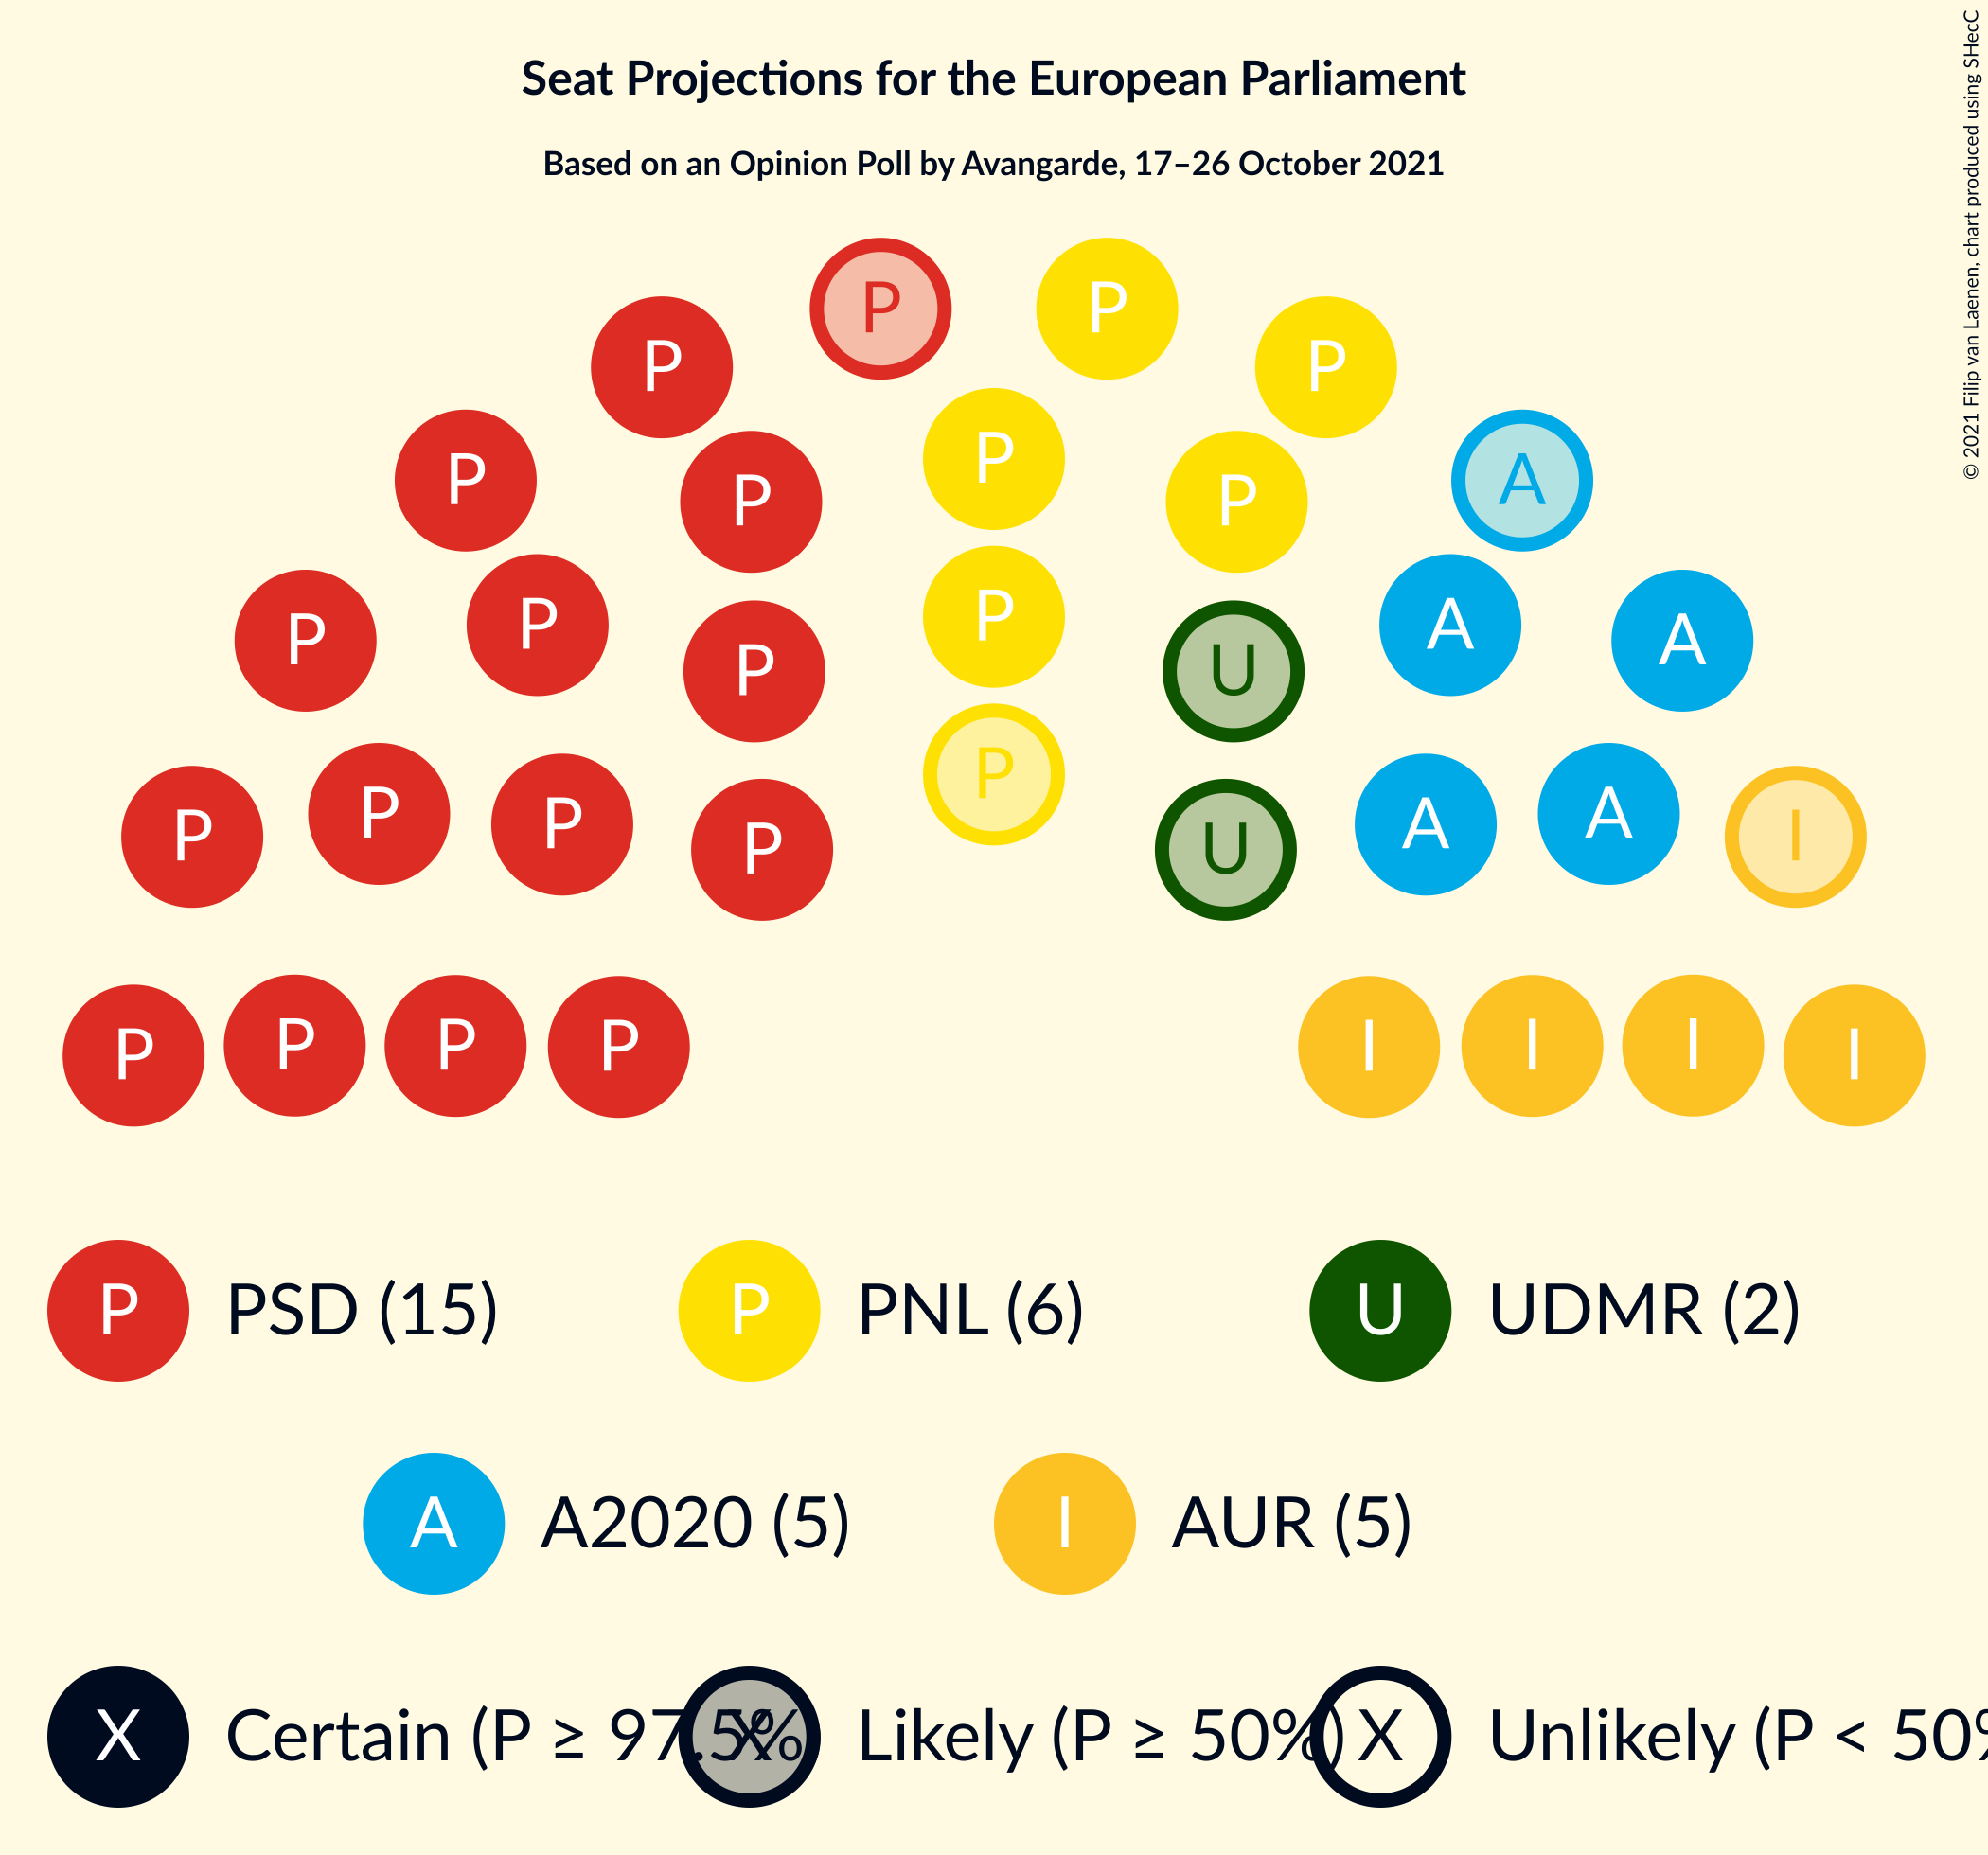 Seat Projections for the European Parliament
Based on an Opinion Poll by Avangarde, 17–26 October 2021
© 2021 Filip van Laenen, chart produced using SHecC
P P
P P
P P P A
P P
P A
P P A
P U
P P P A A I
P P U
P P P P I I I I
P PSD (15) P PNL (6) U UDMR (2)
A A2020 (5) I AUR (5)
X Certain (P ≥ 97.5% X Likely (P ≥ 50%) X Unlikely (P < 50%